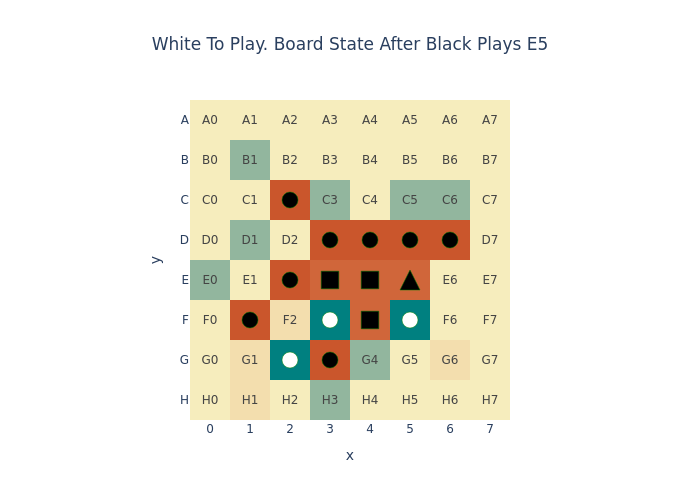 White To Play. Board State After Black Plays E5
A A0 A1 A2 A3 A4 A5 A6 A7
B B0 B1 B2 B3 B4 B5 B6 B7
C C0 C1 C3 C4 C5 C6 C7
D D0 D1 D2 D7
y
E E0 E1 E6 E7
F F0 F2 F6 F7
G G0 G1 G4 G5 G6 G7
H H0 H1 H2 H3 H4 H5 H6 H7
0 1 2 3 4 5 6 7
x